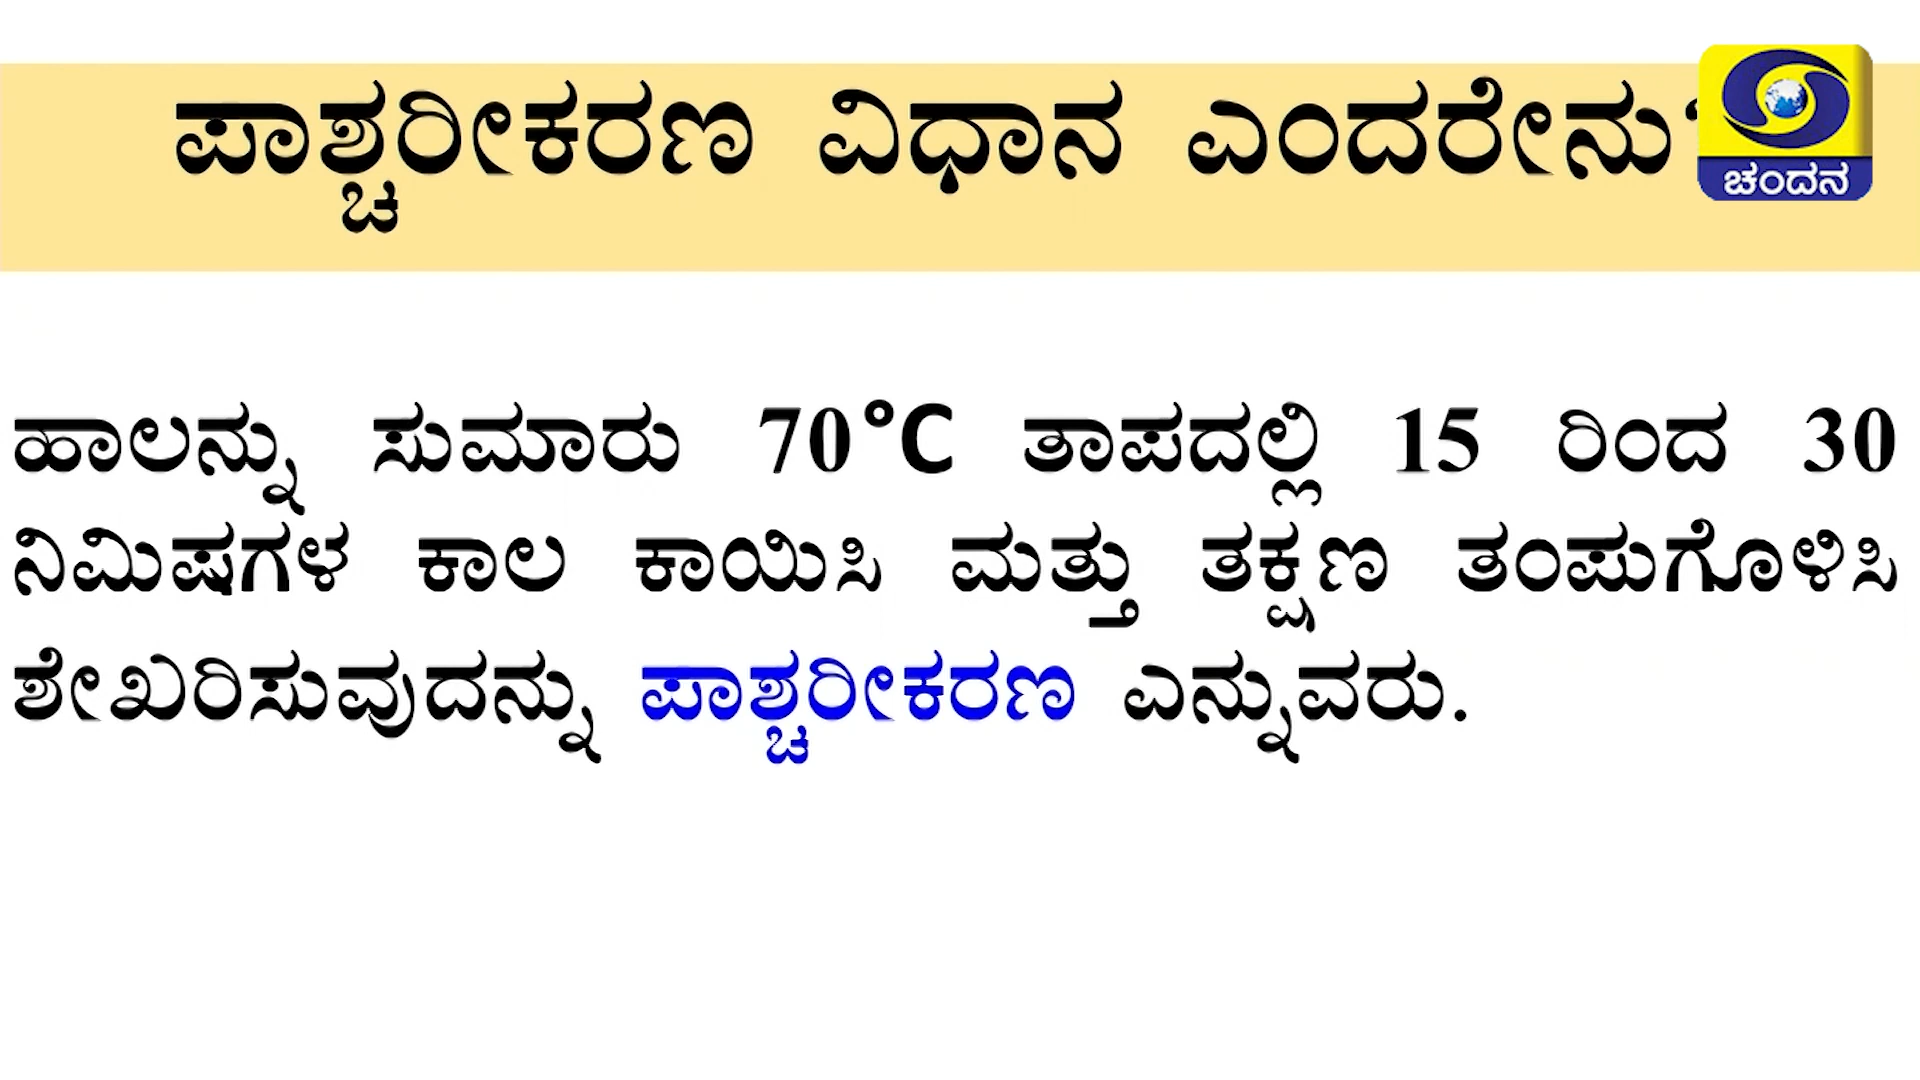 ಪಾಶ್ಚರೀಕರಣ ವಿಧಾನ ಎಂದರೇನು?
ಚಂದನ
ಹಾಲನ್ನು ಸುಮಾರು 70°C ತಾಪದಲ್ಲಿ 15 ರಿಂದ 30
ನಿಮಿಷಗಳ ಕಾಲ ಕಾಯಿಸಿ ಮತ್ತು ತಕ್ಷಣ ತಂಪುಗೊಳಿಸಿ
ಶೇಖರಿಸುವುದನ್ನು ಪಾಶ್ಚರೀಕರಣ ಎನ್ನುವರು.